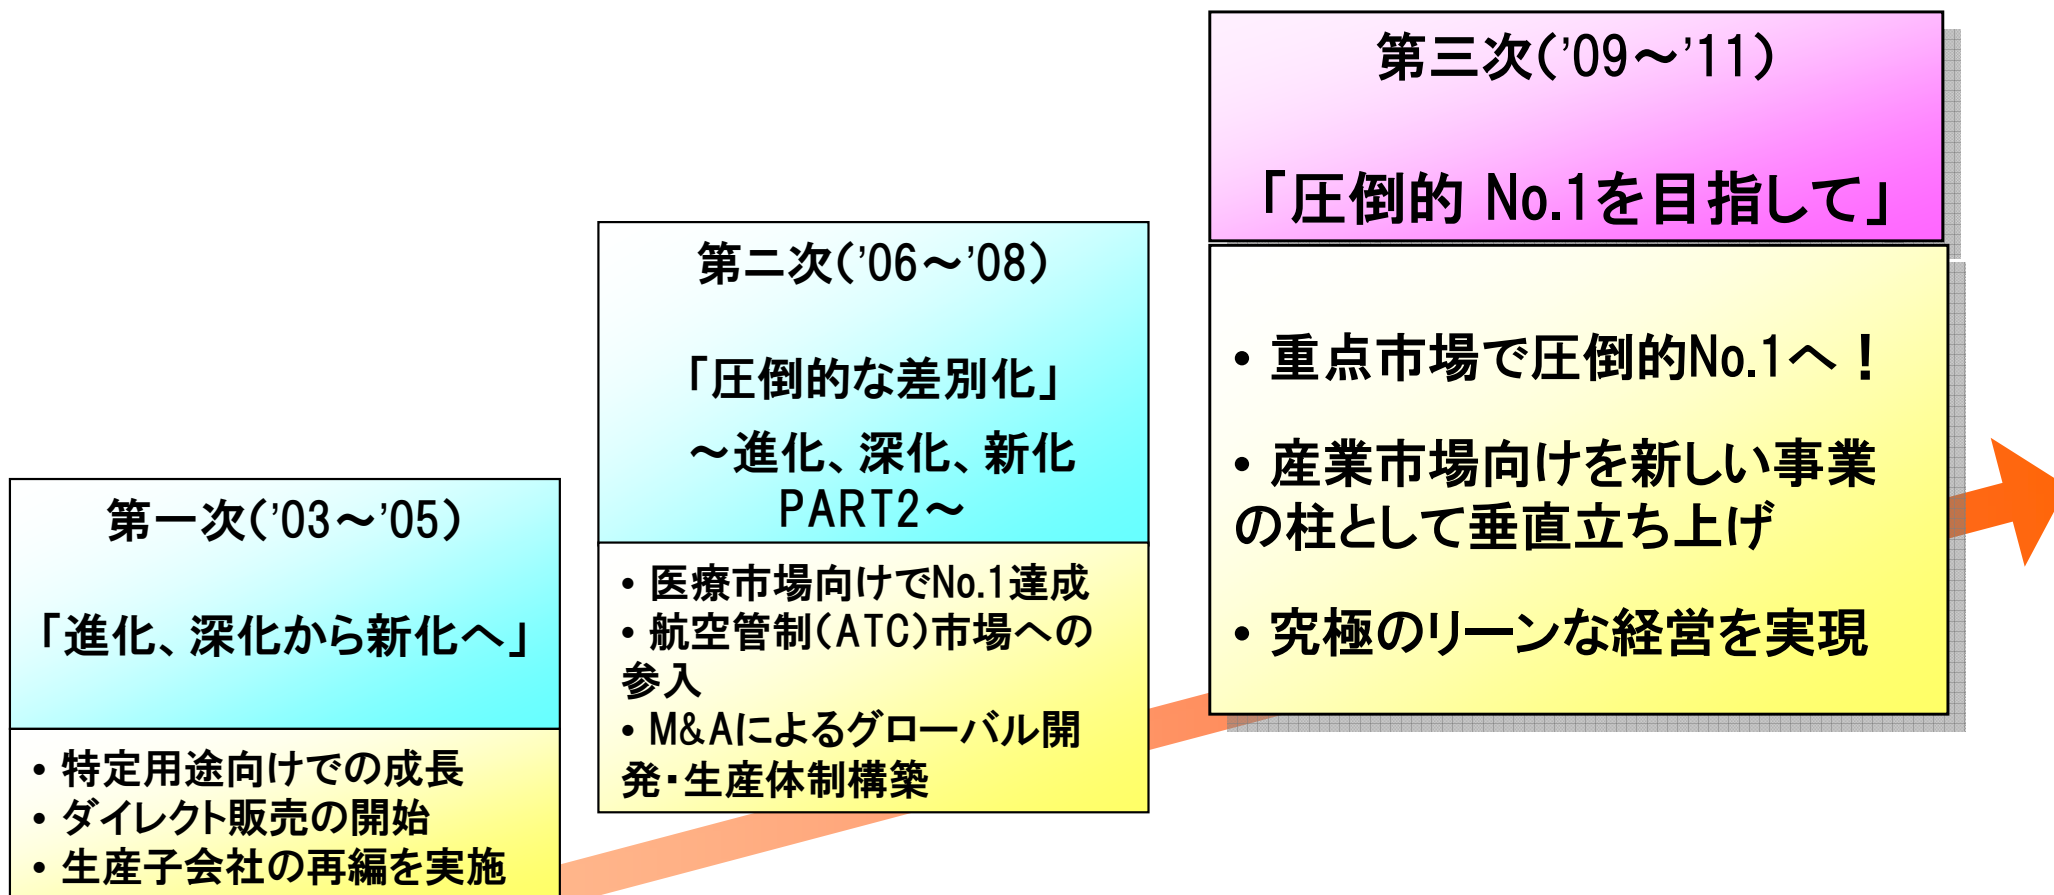 第一次('03～'05)
「進化、深化から新化へ」
• 特定用途向けでの成長
• ダイレクト販売の開始
• 生産子会社の再編を実施
第二次('06～'08)
「圧倒的な差別化」
～進化、深化、新化
PART2～
• 医療市場向けでNo.1達成
• 航空管制(ATC)市場への
参入
• M&Aによるグローバル開
発・生産体制構築
第三次('09～'11)
「圧倒的 No.1を目指して」
• 重点市場で圧倒的No.1へ！
• 産業市場向けを新しい事業
の柱として垂直立ち上げ
• 究極のリーンな経営を実現